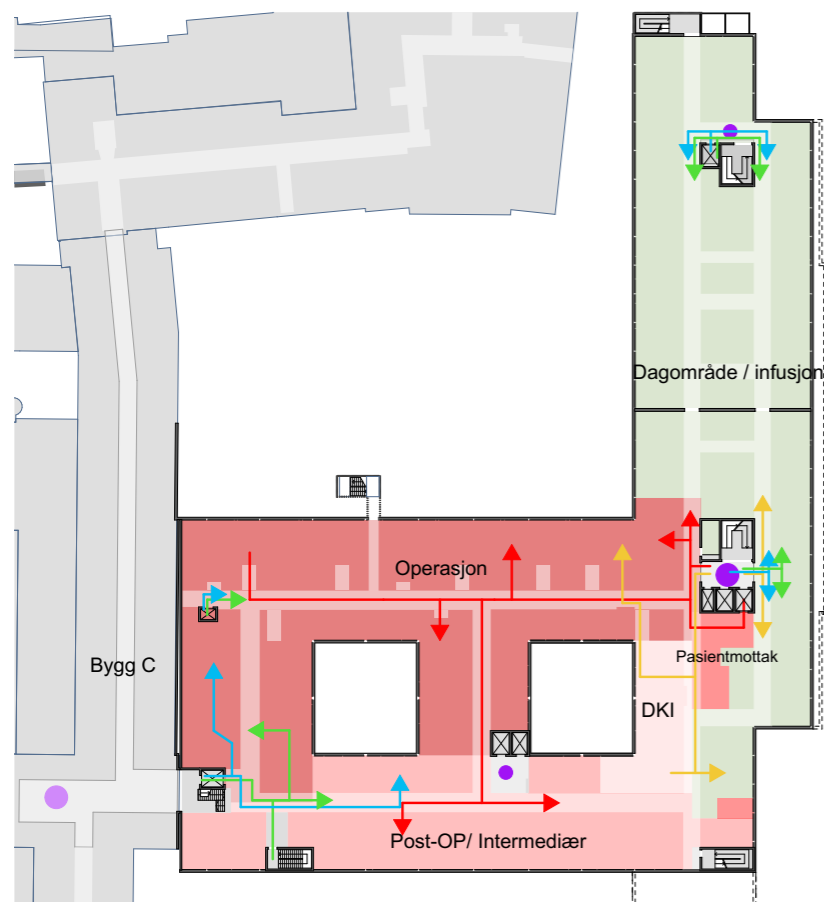 Dagområde / infusjon
Operasjon
Pasientmottak
Bygg C
DKI
Post-OP/ Intermediær